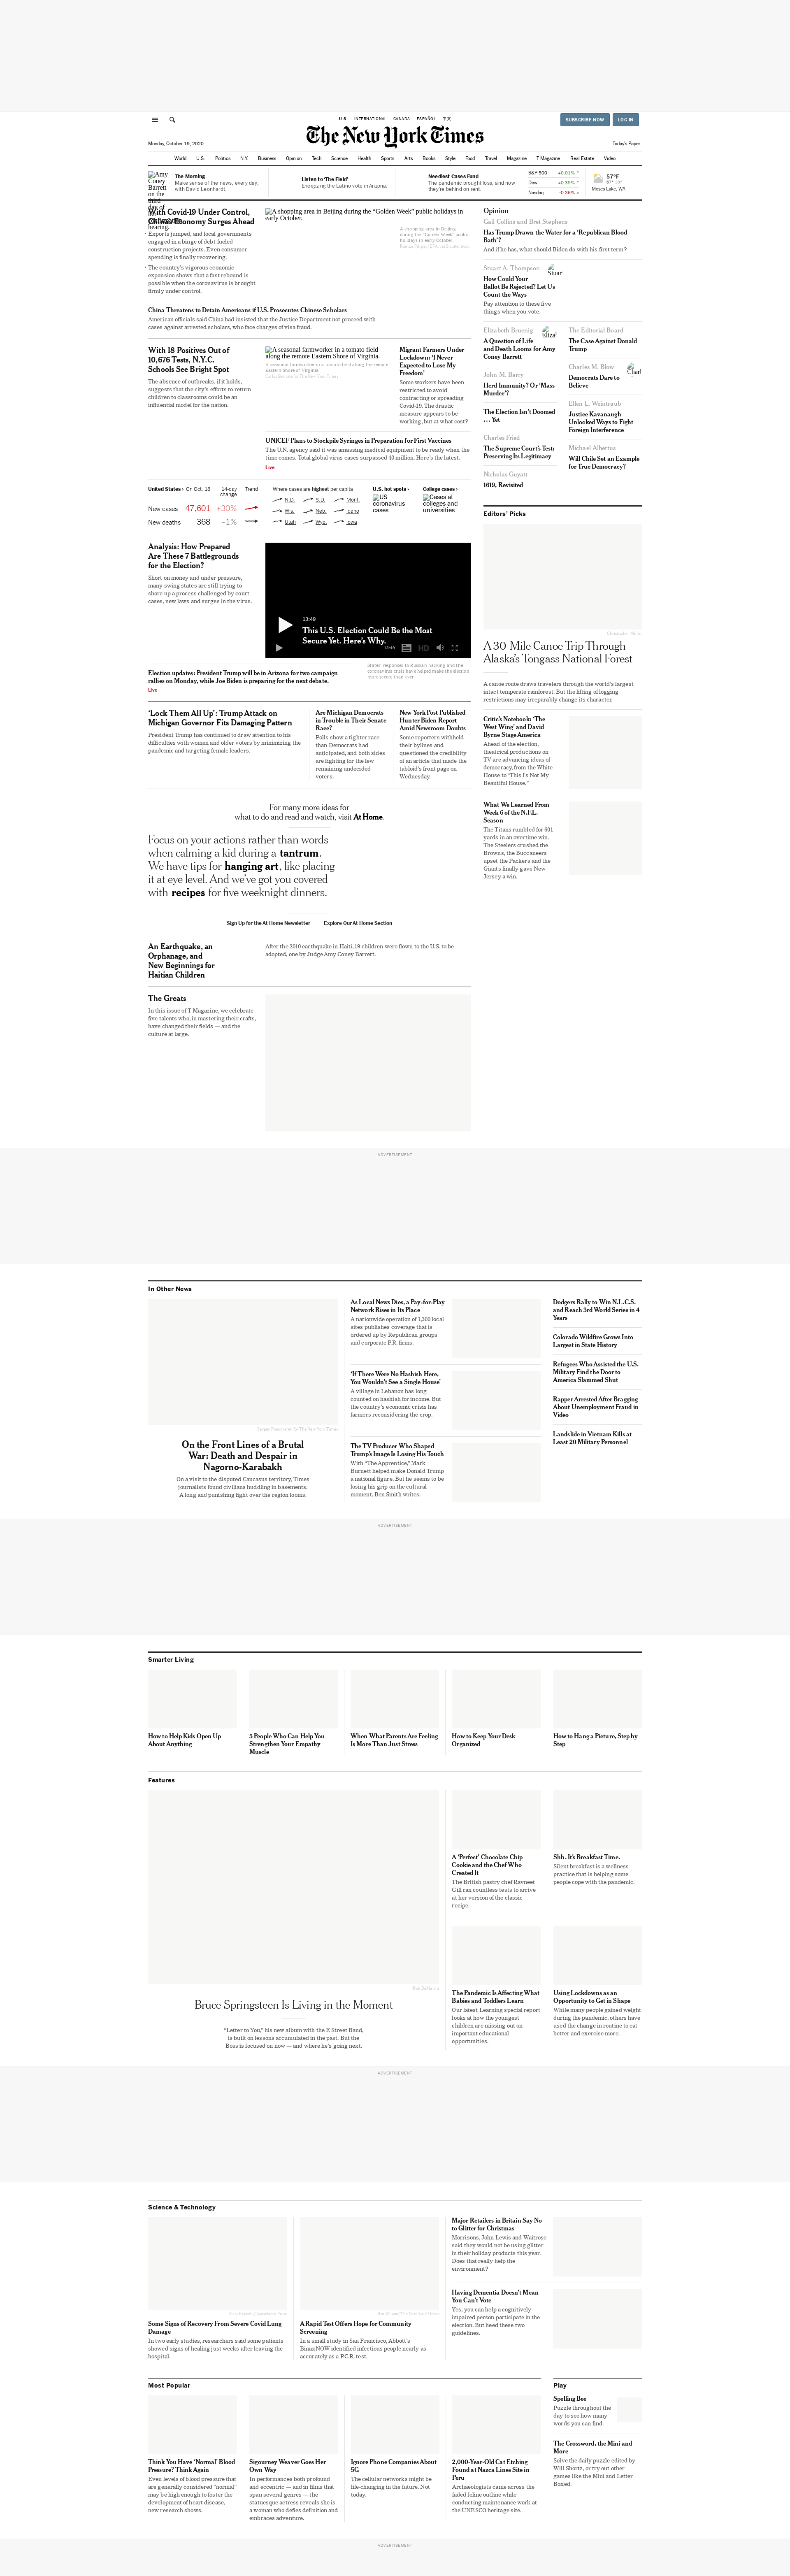 U.S. INTERNATIONAL CANADA ESPAÑOL 中文
SUBSCRIBE NOW LOG IN
The New York Times
Monday, October 19, 2020
Today's Paper
World U.S. Politics N.Y. Business Opinion Tech Science Health Sports Arts Books Style Food Travel Magazine T Magazine Real Estate Video
Amy
Coney
Barrett
on the
third
day of
hearing.
The Morning
Make sense of the news, every day,
with David Leonhardt.
Listen to 'The Field'
Energizing the Latino vote in Arizona.
Neediest Cases Fund
The pandemic brought loss, and now
they're behind on rent.
S&P 500 +0.01%
Dow +0.39%
Nasdaq -0.36%
57°F
Moses Lake, WA
With Covid-19 Under Control,
China's Economy Surges Ahead
Exports jumped, and local governments
engaged in a binge of debt-fueled
construction projects. Even consumer
spending is finally recovering.
The country's vigorous economic
expansion shows that a fast rebound is
possible when the coronavirus is brought
firmly under control.
A shopping area in Beijing during the "Golden Week" public holidays in
early October.
A shopping area in Beijing
during the "Golden Week" public
holidays in early October.
China Threatens to Detain Americans if U.S. Prosecutes Chinese Scholars
American officials said China had insisted that the Justice Department not proceed with
cases against arrested scholars, who face charges of visa fraud.
With 18 Positives Out of
10,676 Tests, N.Y.C.
Schools See Bright Spot
The absence of outbreaks, if it holds,
suggests that the city's efforts to return
children to classrooms could be an
influential model for the nation.
A seasonal farmworker in a tomato field
along the remote Eastern Shore of Virginia.
A seasonal farmworker in a tomato field along the remote
Eastern Shore of Virginia.
Migrant Farmers Under
Lockdown: 'I Never
Expected to Lose My
Freedom'
Some workers have been
restricted to avoid
contracting or spreading
Covid-19. The drastic
measure appears to be
working, but at what cost?
UNICEF Plans to Stockpile Syringes in Preparation for First Vaccines
The U.N. agency said it was amassing medical equipment to be ready when the
time comes. Total global virus cases surpassed 40 million. Here's the latest.
Live
United States › On Oct. 18 14-day
change Trend
New cases 47,601 +30%
New deaths 368 –1%
Where cases are highest per capita
N.D. S.D. Mont.
Wis. Neb. Idaho
Utah Wyo. Iowa
U.S. hot spots ›
US
coronavirus
cases
College cases ›
Cases at
colleges and
universities
Analysis: How Prepared
Are These 7 Battlegrounds
for the Election?
Short on money and under pressure,
many swing states are still trying to
shape up a process challenged by court
cases, new laws and surges in the virus.
13:49
This U.S. Election Could Be the Most
Secure Yet. Here's Why.
13:49 HD
States' responses to Russian hacking and the
coronavirus crisis have helped make the election
more secure than ever.
Election updates: President Trump will be in Arizona for two campaign
rallies on Monday, while Joe Biden is preparing for the next debate.
Live
'Lock Them All Up': Trump Attack on
Michigan Governor Fits Damaging Pattern
President Trump has continued to draw attention to his
difficulties with women and older voters by minimizing the
pandemic and targeting female leaders.
Are Michigan Democrats
in Trouble in Their Senate
Race?
Polls show a tighter race
than Democrats had
anticipated, and both sides
are fighting for the few
remaining undecided
voters.
New York Post Published
Hunter Biden Report
Amid Newsroom Doubts
Some reporters withheld
their bylines and
questioned the credibility
of an article that made the
tabloid's front page on
Wednesday.
For many more ideas for
what to do and read and watch, visit At Home.
Focus on your actions rather than words
when calming a kid during a tantrum.
We have tips for hanging art, like placing
it at eye level. And we've got you covered
with recipes for five weeknight dinners.
Sign Up for the At Home Newsletter Explore Our At Home Section
An Earthquake, an
Orphanage, and
New Beginnings for
Haitian Children
After the 2010 earthquake in Haiti, 19 children were flown to the U.S. to be
adopted, one by Judge Amy Coney Barrett.
The Greats
In this issue of T Magazine, we celebrate
five talents who, in mastering their crafts,
have changed their fields — and the
culture at large.
Opinion
Gail Collins and Bret Stephens
Has Trump Drawn the Water for a 'Republican Blood
Bath'?
And if he has, what should Biden do with his first term?
Stuart A. Thompson
How Could Your
Ballot Be Rejected? Let Us
Count the Ways
Pay attention to these five
things when you vote.
Elizabeth Bruenig
A Question of Life
and Death Looms for Amy
Coney Barrett
John M. Barry
Herd Immunity? Or 'Mass
Murder'?
The Election Isn't Doomed
… Yet
Charles Fried
The Supreme Court's Test:
Preserving Its Legitimacy
Nicholas Guyatt
1619, Revisited
The Editorial Board
The Case Against Donald
Trump
Charles M. Blow
Democrats Dare to
Believe
Ellen L. Weintraub
Justice Kavanaugh
Unlocked Ways to Fight
Foreign Interference
Michael Albertus
Will Chile Set an Example
for True Democracy?
Editors' Picks
Christopher Miller
A 30-Mile Canoe Trip Through
Alaska's Tongass National Forest
A canoe route draws travelers through the world's largest
intact temperate rainforest. But the lifting of logging
restrictions may irreparably change its character.
Critic's Notebook: 'The
West Wing' and David
Byrne Stage America
Ahead of the election,
theatrical productions on
TV are advancing ideas of
democracy, from the White
House to "This Is Not My
Beautiful House."
What We Learned From
Week 6 of the N.F.L.
Season
The Titans rumbled for 601
yards in an overtime win.
The Steelers crushed the
Browns, the Buccaneers
upset the Packers and the
Giants finally gave New
Jersey a win.
ADVERTISEMENT
In Other News
On the Front Lines of a Brutal
War: Death and Despair in
Nagorno-Karabakh
On a visit to the disputed Caucasus territory, Times
journalists found civilians huddling in basements.
A long and punishing fight over the region looms.
As Local News Dies, a Pay-for-Play
Network Rises in Its Place
A nationwide operation of 1,300 local
sites publishes coverage that is
ordered up by Republican groups
and corporate P.R. firms.
'If There Were No Hashish Here,
You Wouldn't See a Single House'
A village in Lebanon has long
counted on hashish for income. But
the country's economic crisis has
farmers reconsidering the crop.
The TV Producer Who Shaped
Trump's Image Is Losing His Touch
With "The Apprentice," Mark
Burnett helped make Donald Trump
a national figure. But he seems to be
losing his grip on the cultural
moment, Ben Smith writes.
Dodgers Rally to Win N.L.C.S.
and Reach 3rd World Series in 4
Years
Colorado Wildfire Grows Into
Largest in State History
Refugees Who Assisted the U.S.
Military Find the Door to
America Slammed Shut
Rapper Arrested After Bragging
About Unemployment Fraud in
Video
Landslide in Vietnam Kills at
Least 20 Military Personnel
ADVERTISEMENT
Smarter Living
How to Help Kids Open Up
About Anything
5 People Who Can Help You
Strengthen Your Empathy
Muscle
When What Parents Are Feeling
Is More Than Just Stress
How to Keep Your Desk
Organized
How to Hang a Picture, Step by
Step
Features
Bruce Springsteen Is Living in the Moment
"Letter to You," his new album with the E Street Band,
is built on lessons accumulated in the past. But the
Boss is focused on now — and where he's going next.
A 'Perfect' Chocolate Chip
Cookie and the Chef Who
Created It
The British pastry chef Ravneet
Gill ran countless tests to arrive
at her version of the classic
recipe.
Shh. It's Breakfast Time.
Silent breakfast is a wellness
practice that is helping some
people cope with the pandemic.
The Pandemic Is Affecting What
Babies and Toddlers Learn
Our latest Learning special report
looks at how the youngest
children are missing out on
important educational
opportunities.
Using Lockdowns as an
Opportunity to Get in Shape
While many people gained weight
during the pandemic, others have
used the change in routine to eat
better and exercise more.
ADVERTISEMENT
Science & Technology
Some Signs of Recovery From Severe Covid Lung
Damage
In two early studies, researchers said some patients
showed signs of healing just weeks after leaving the
hospital.
A Rapid Test Offers Hope for Community
Screening
In a small study in San Francisco, Abbott's
BinaxNOW identified infectious people nearly as
accurately as a P.C.R. test.
Major Retailers in Britain Say No
to Glitter for Christmas
Morrisons, John Lewis and Waitrose
said they would not be using glitter
in their holiday products this year.
Does that really help the
environment?
Having Dementia Doesn't Mean
You Can't Vote
Yes, you can help a cognitively
impaired person participate in the
election. But heed these two
guidelines.
Most Popular
Think You Have 'Normal' Blood
Pressure? Think Again
Even levels of blood pressure that
are generally considered "normal"
may be high enough to foster the
development of heart disease,
new research shows.
Sigourney Weaver Goes Her
Own Way
In performances both profound
and eccentric — and in films that
span several genres — the
statuesque actress reveals she is
a woman who defies definition and
embraces adventure.
Ignore Phone Companies About
5G
The cellular networks might be
life-changing in the future. Not
today.
2,000-Year-Old Cat Etching
Found at Nazca Lines Site in
Peru
Archaeologists came across the
faded feline outline while
conducting maintenance work at
the UNESCO heritage site.
Play
Spelling Bee
Puzzle throughout the
day to see how many
words you can find.
The Crossword, the Mini and
More
Solve the daily puzzle edited by
Will Shortz, or try out other
games like the Mini and Letter
Boxed.
ADVERTISEMENT